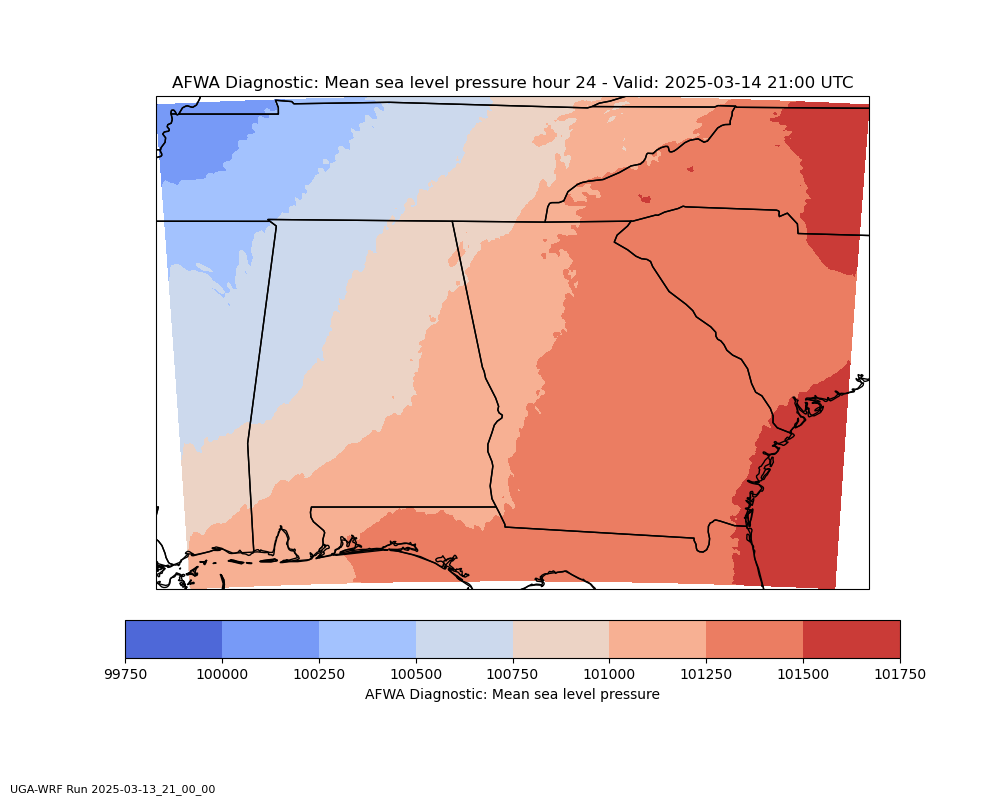 AFWA Diagnostic: Mean sea level pressure hour 24 - Valid: 2025-03-14 21:00 UTC
99750 100000 100250 100500 100750 101000 101250 101500 101750
AFWA Diagnostic: Mean sea level pressure
UGA-WRF Run 2025-03-13_21_00_00